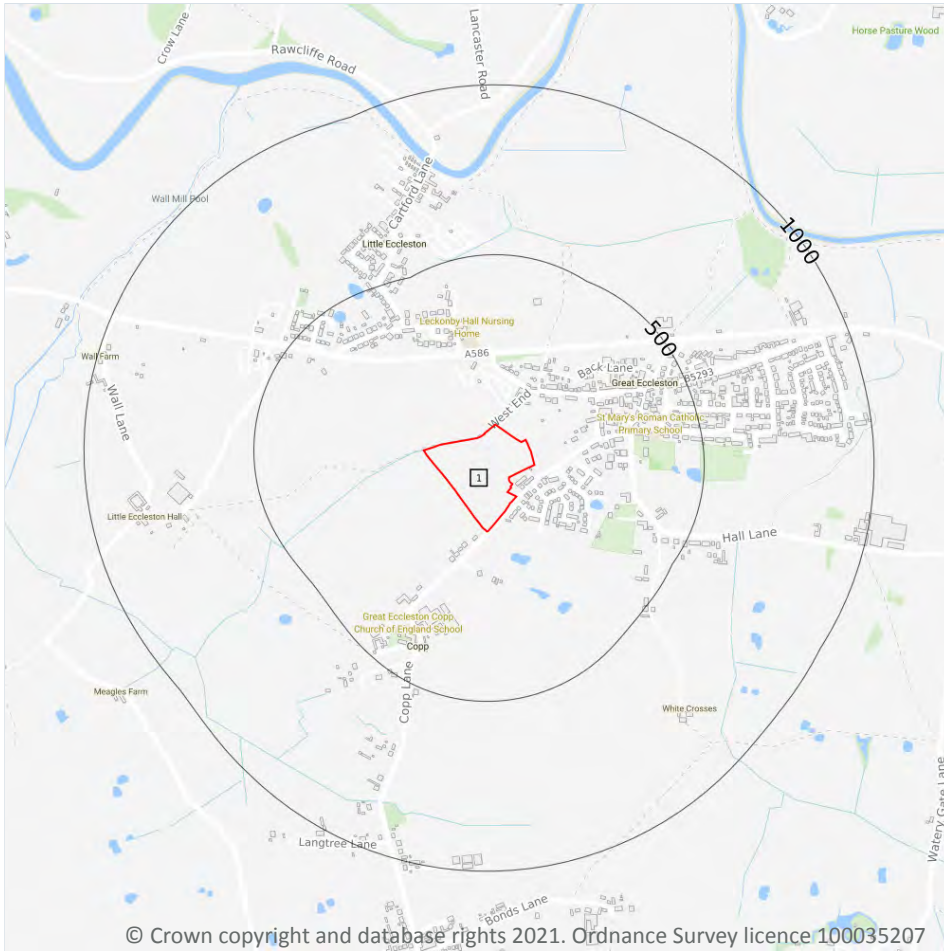 Horse Pasture Wood
Crow Lane
Rawcliffe Road
Lancaster Road
Wall Mill Pool
Cartford Lane
Little Eccleston
1000
Leckonby Hall Nursing
Home
500
A586
Wall Farm
Back Lane
B5293
Great Eccleston
Wall Lane
West End
St Mary's Roman Catholic
Primary School
1
Little Eccleston Hall
Hall Lane
Great Eccleston Copp
Church of England School
Copp
Meagles Farm
Copp Lane
White Crosses
Watery Gate Lane
Langtree Lane
Bonds Lane
© Crown copyright and database rights 2021. Ordnance Survey licence 100035207